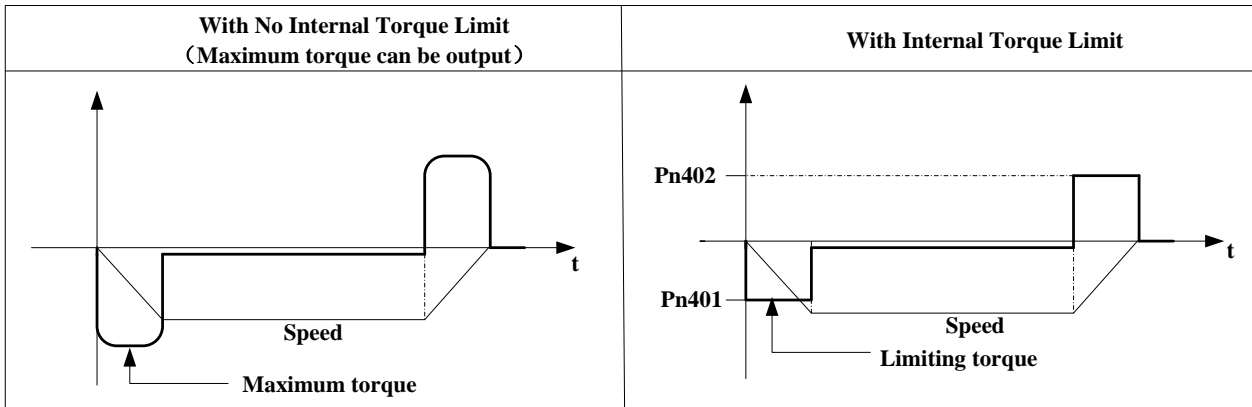 With No Internal Torque Limit
（Maximum torque can be output）
With Internal Torque Limit
t
Speed
Maximum torque
Pn402
t
Pn401
Speed
Limiting torque